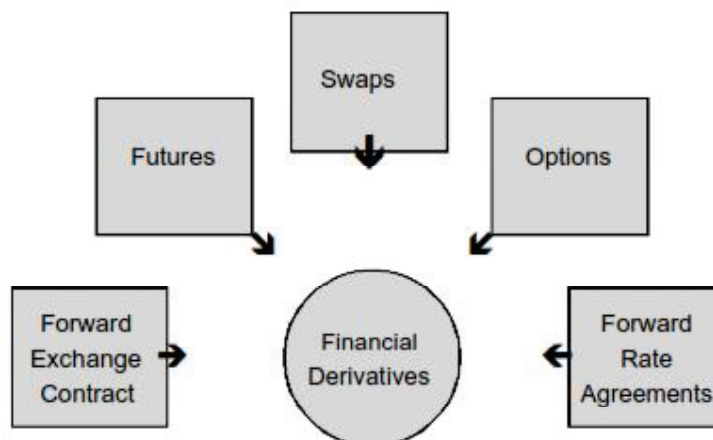 Swaps
Futures
Options
Forward
Exchange
Contract
Financial
Derivatives
Forward
Rate
Agreements